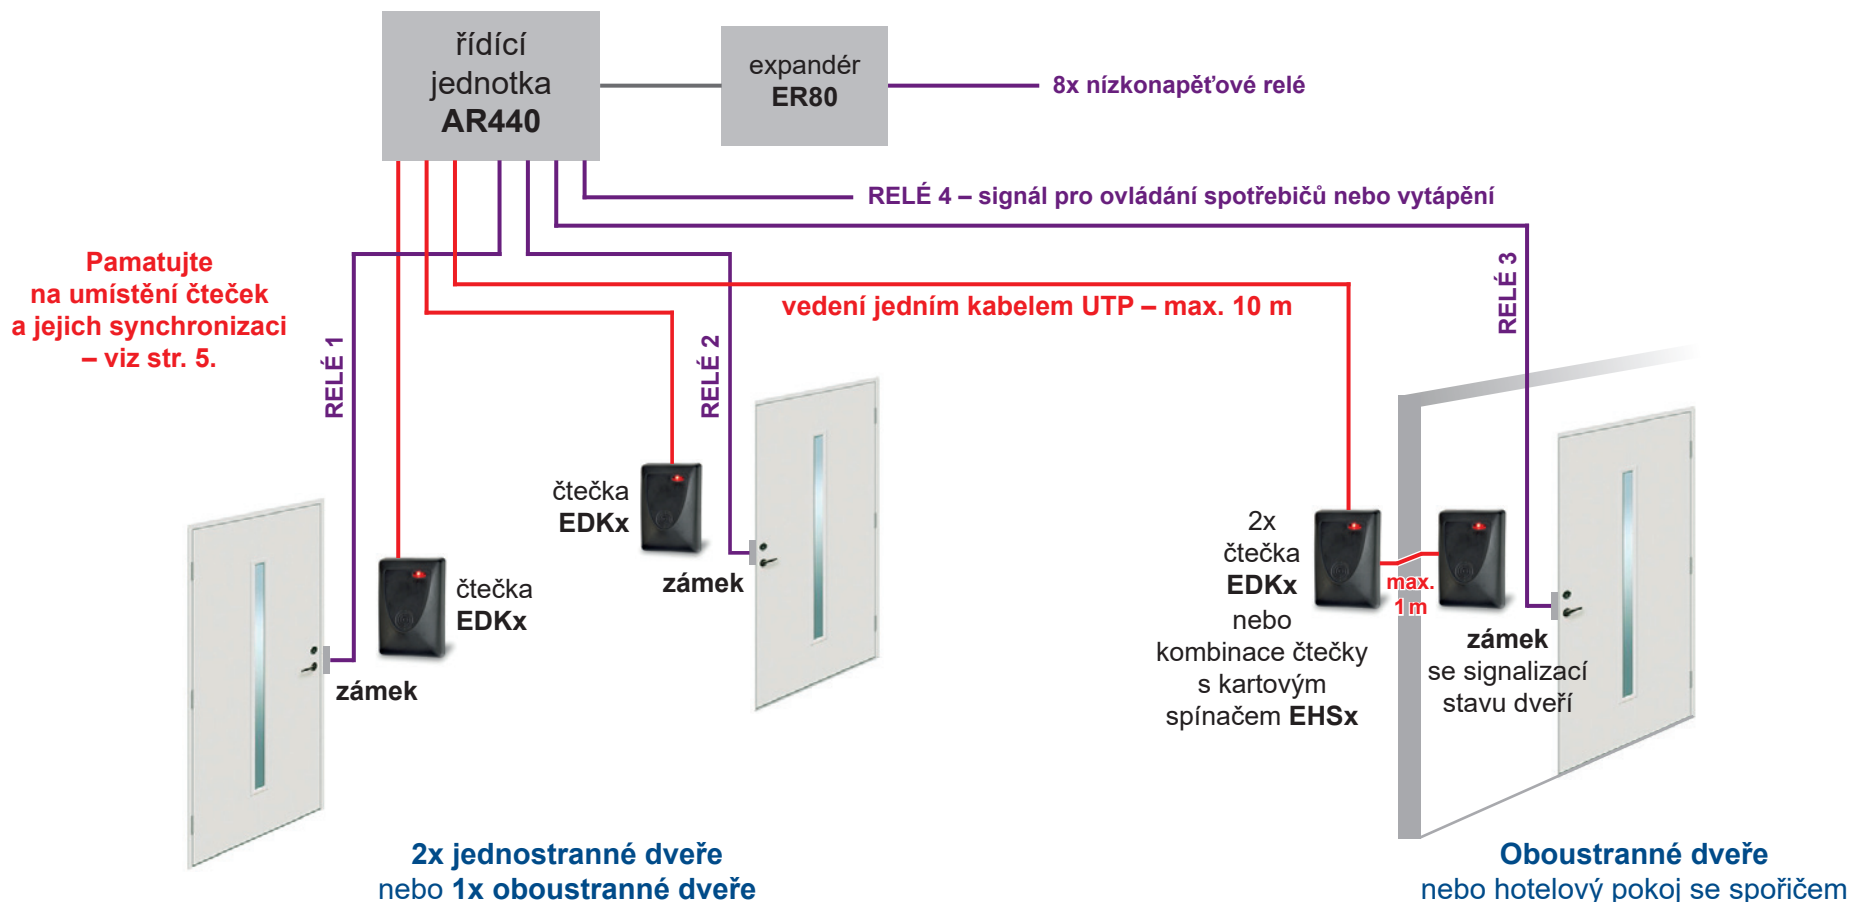 řídící
jednotka
AR440
expandér
ER80
8x nízkonapěťové relé
RELÉ 4 – signál pro ovládání spotřebičů nebo vytápění
Pamatujte
na umístění čteček
a jejich synchronizaci
– viz str. 5.
vedení jedním kabelem UTP – max. 10 m
RELÉ 1
RELÉ 2
RELÉ 3
čtečka
EDKx
zámek
čtečka
EDKx
zámek
2x
čtečka
EDKx
nebo
kombinace čtečky
s kartovým
spínačem EHSx
max.
1 m
zámek
se signalizací
stavu dveří
2x jednostranné dveře
nebo 1x oboustranné dveře
Oboustranné dveře
nebo hotelový pokoj se spořičem